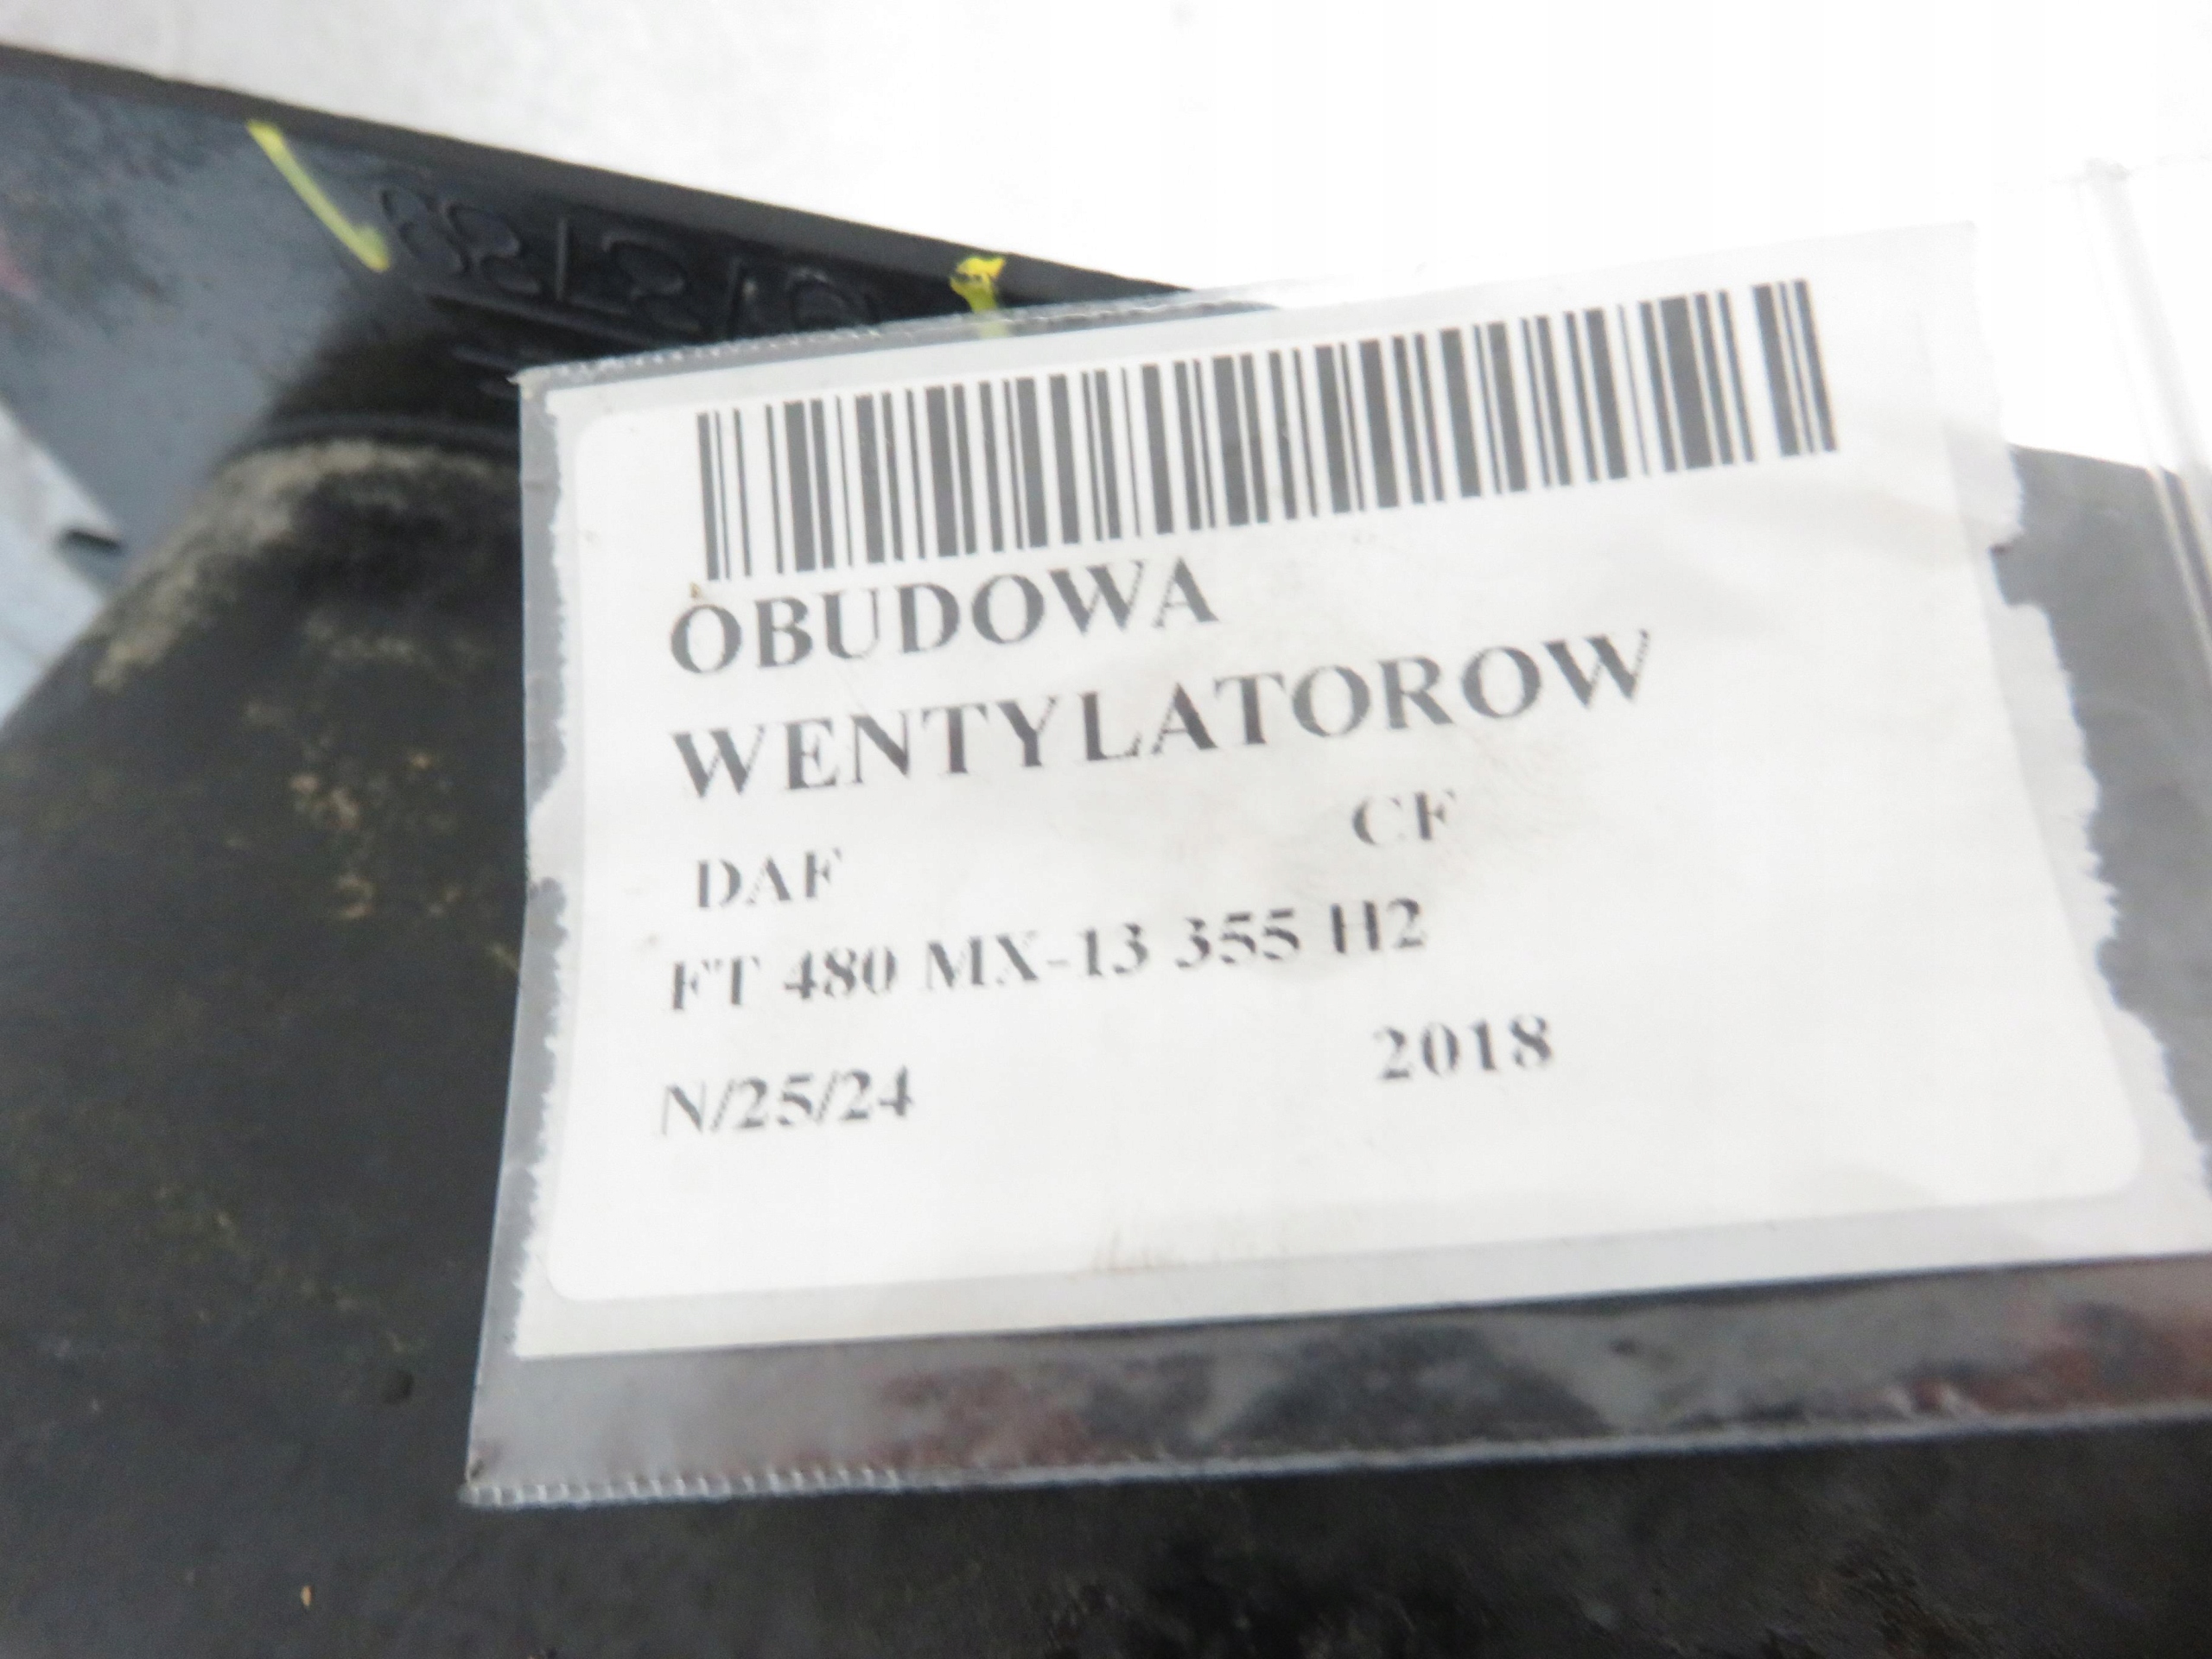 OBUDOWA
WENTYLATOROW
DAF CF
FT 480 MX-13 355 H2
N/25/24 2018